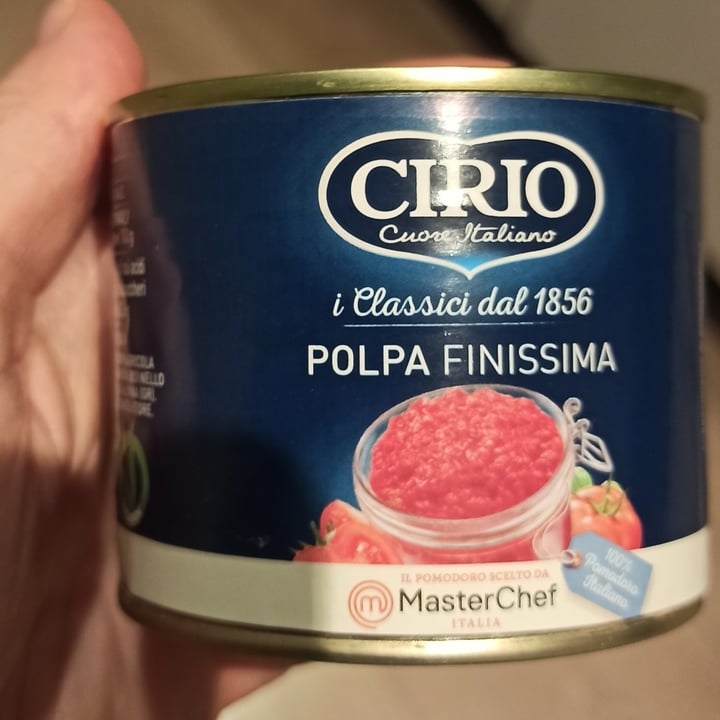 CIRIO
Cuore Italiano
i Classici dal 1856
POLPA FINISSIMA
100%
Pomodoro
Italiano
IL POMODORO SCELTO DA
m MasterChef
ITALIA